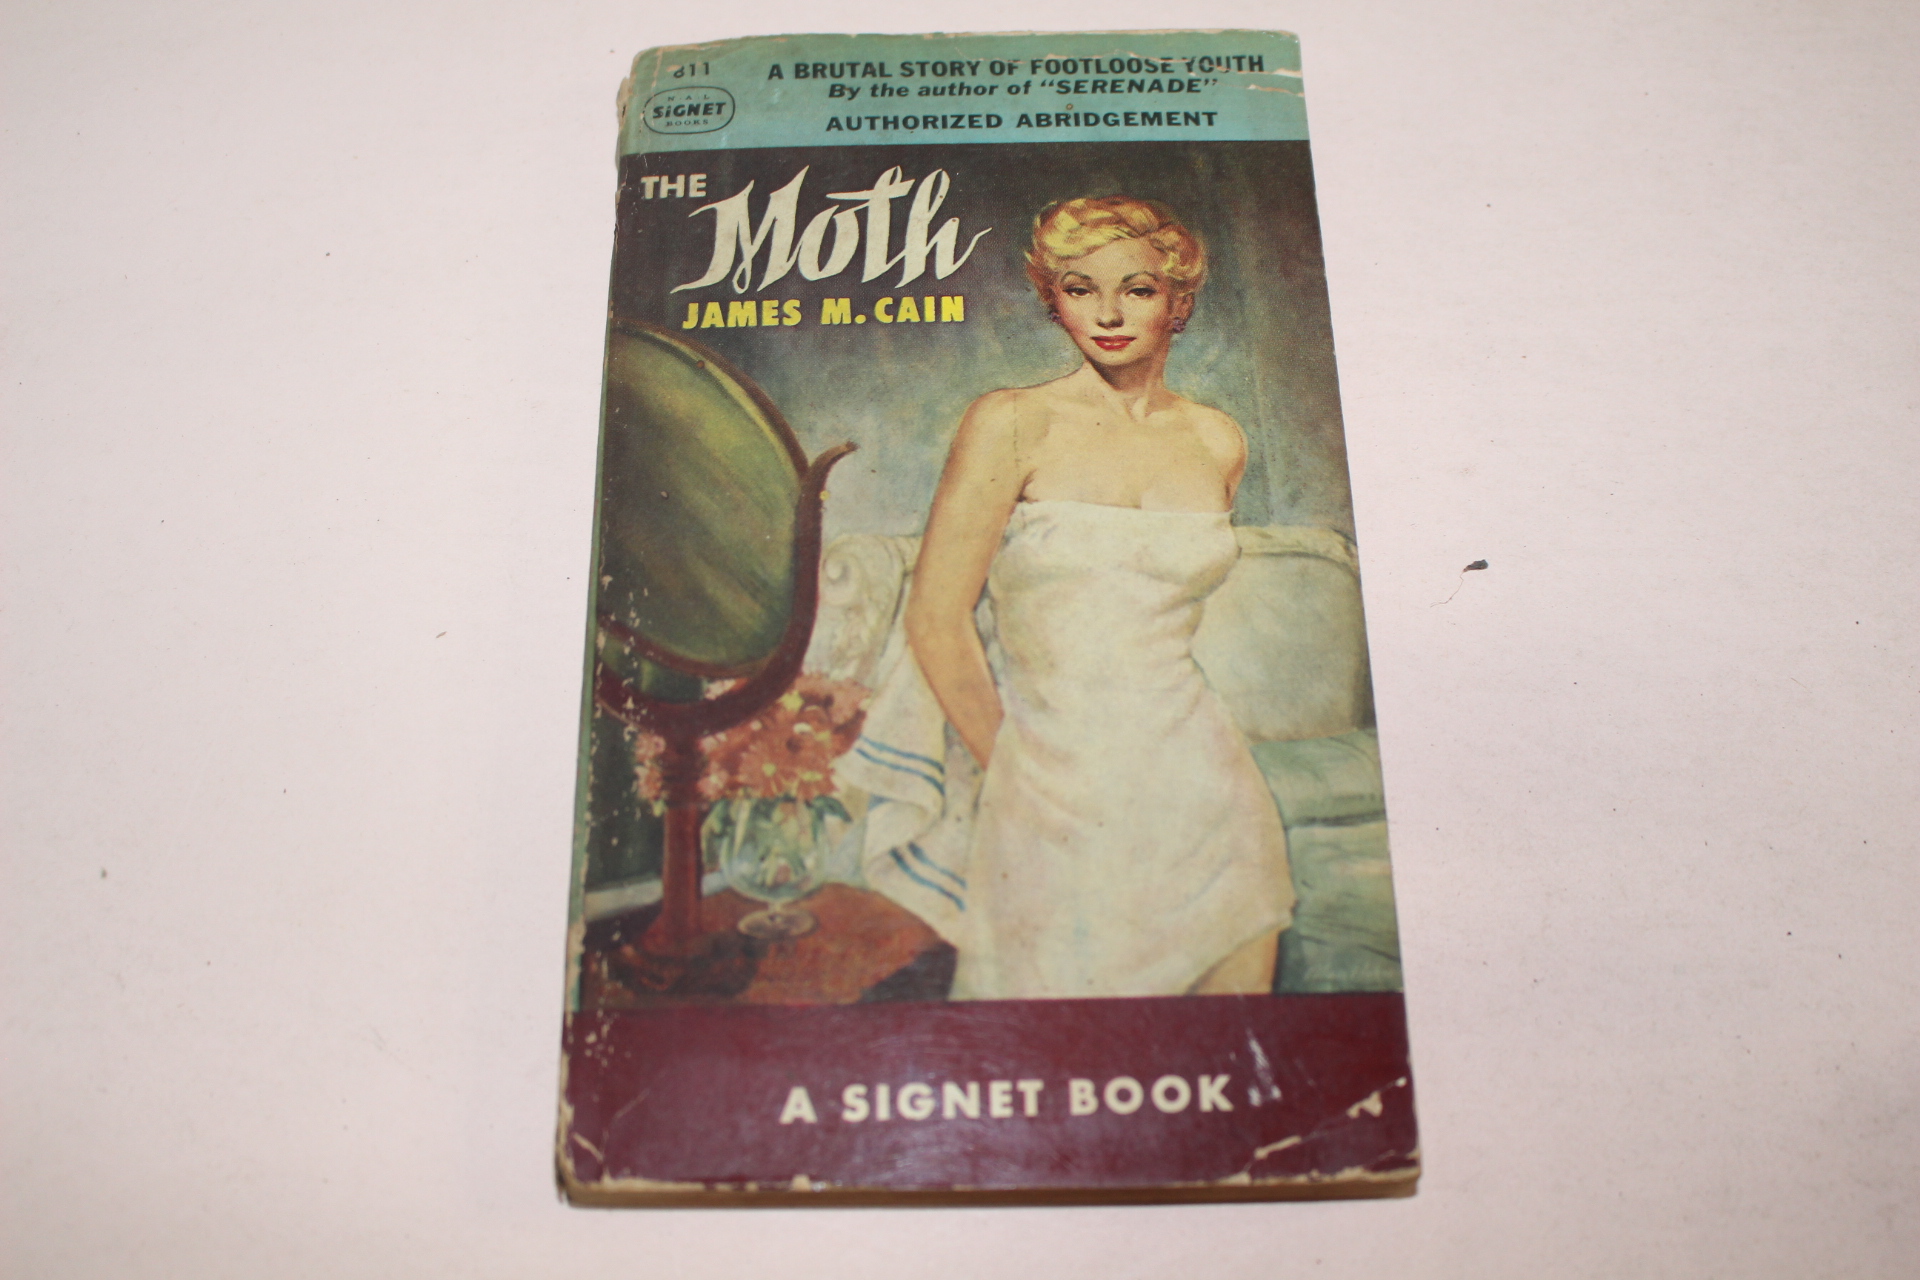 811
N·A·L
SIGNET
BOOKS
A BRUTAL STORY OF FOOTLOOSE YOUTH
By the author of "SERENADE"
AUTHORIZED ABRIDGEMENT
THE Moth
JAMES M. CAIN
A SIGNET BOOK